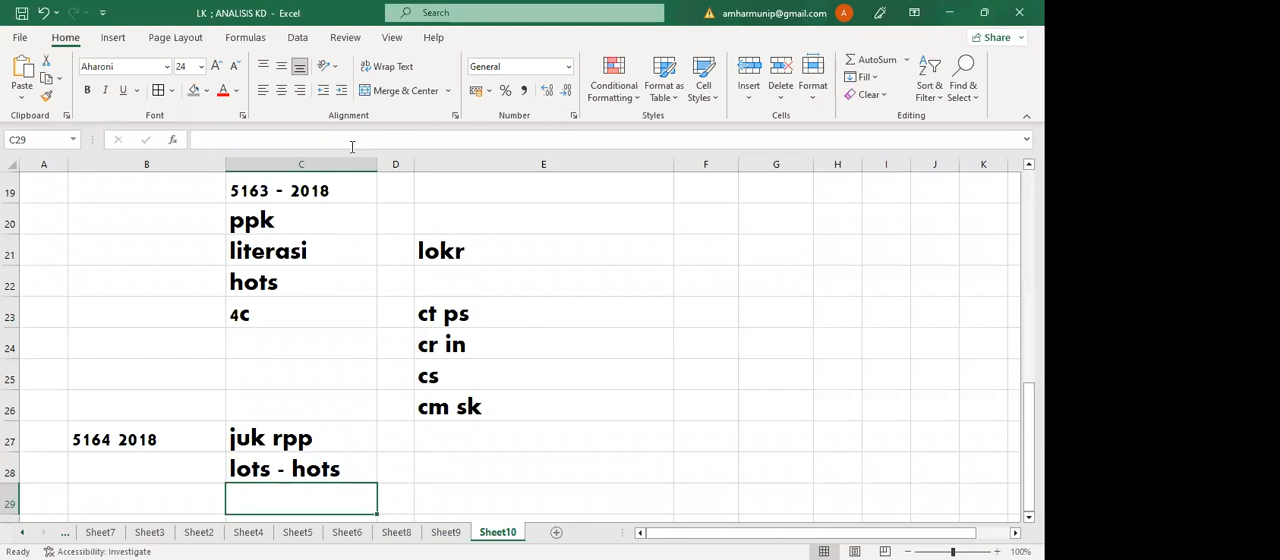 LK ; ANALISIS KD - Excel
Search
amharmunip@gmail.com A
File Home Insert Page Layout Formulas Data Review View Help Share
Paste
Clipboard
Aharoni 24 A A
B I U A
Font
Wrap Text
Merge & Center
Alignment
General
% 9
Number
Conditional Formatting
Format as Table
Cell Styles
Styles
Insert Delete Format
Cells
AutoSum
Fill
Clear
Sort & Filter
Find & Select
Editing
C29 fx
A B C D E F G H I J K
19 5163 - 2018
20 ppk
21 literasi lokr
22 hots
23 4c ct ps
24 cr in
25 cs
26 cm sk
27 5164 2018 juk rpp
28 lots - hots
29
... Sheet7 Sheet3 Sheet2 Sheet4 Sheet5 Sheet6 Sheet8 Sheet9 Sheet10
Ready Accessibility: Investigate 100%